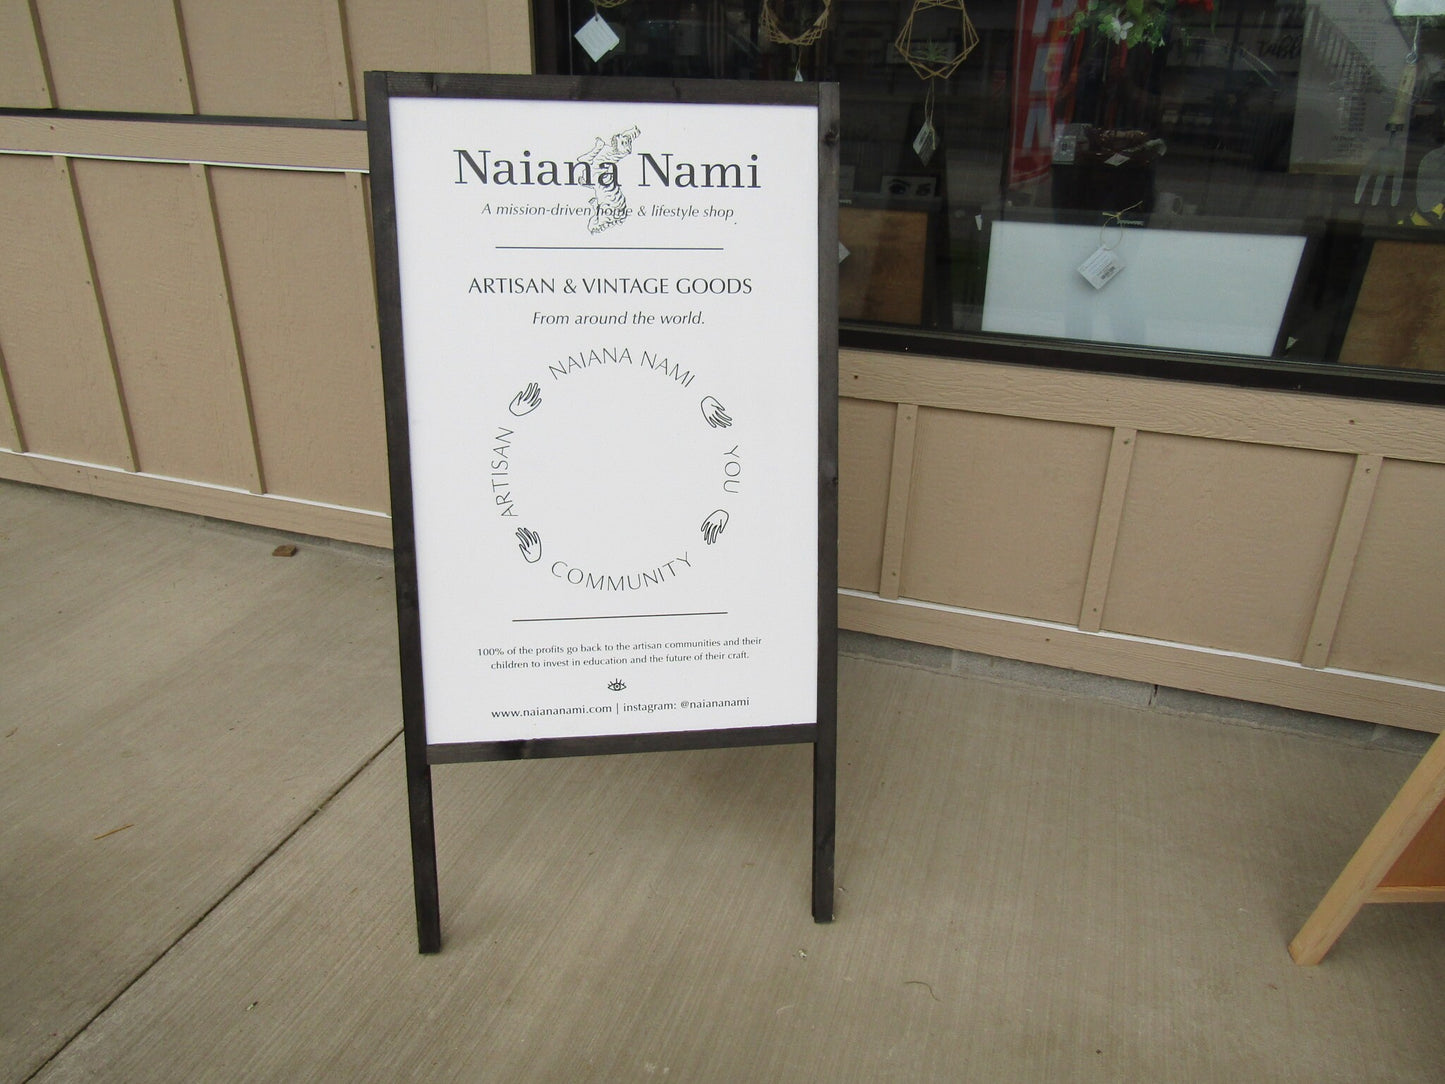 Naiana Nami
A mission-driven home & lifestyle shop.
ARTISAN & VINTAGE GOODS
From around the world.
NAIANA NAMI
YOU
COMMUNITY
ARTISAN
100% of the profits go back to the artisan communities and their
children to invest in education and the future of their craft.
www.naiananami.com | instagram: @naiananami